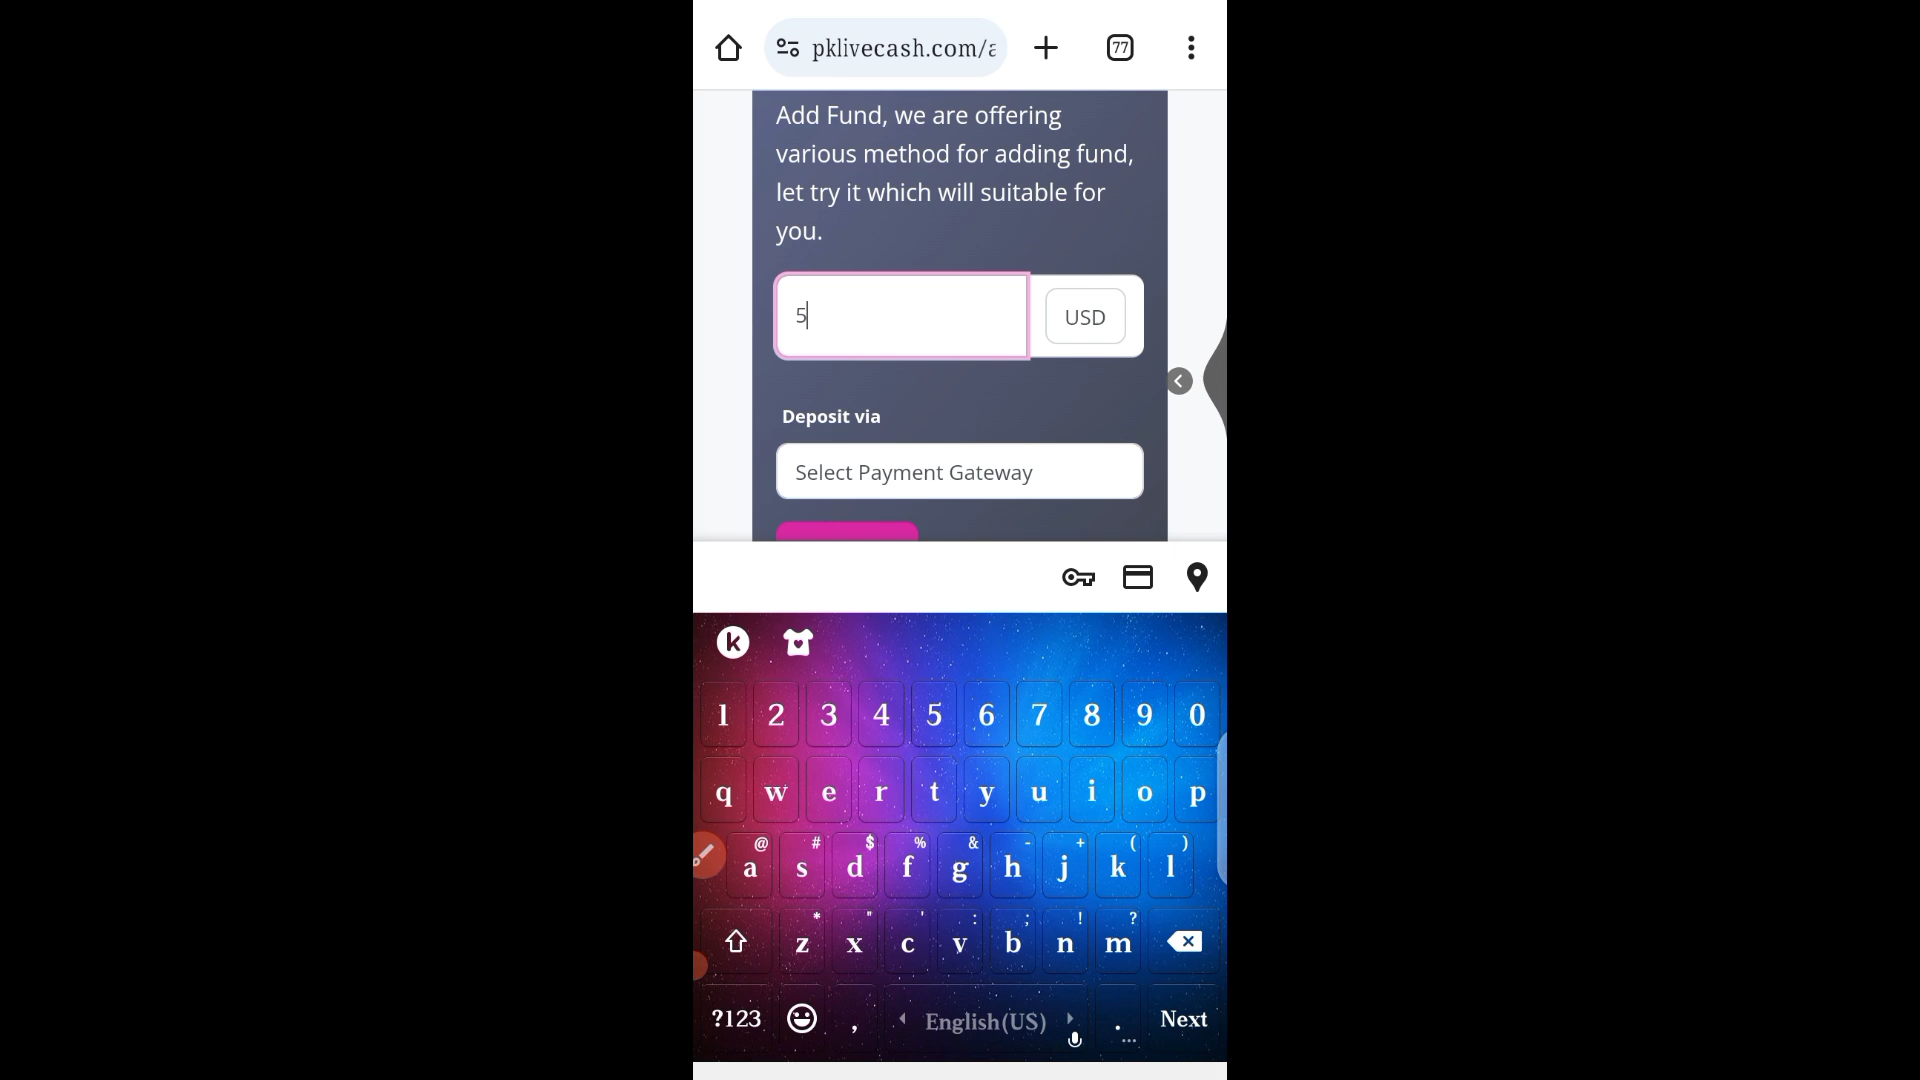 pklivecash.com/a
77
Add Fund, we are offering
various method for adding fund,
let try it which will suitable for
you.
5
USD
Deposit via
Select Payment Gateway
k
1 2 3 4 5 6 7 8 9 0
q w e r t y u i o p
@ # $ % & - + ( )
a s d f g h j k l
* " ' : ; ! ?
z x c v b n m
?123 , English(US) . Next